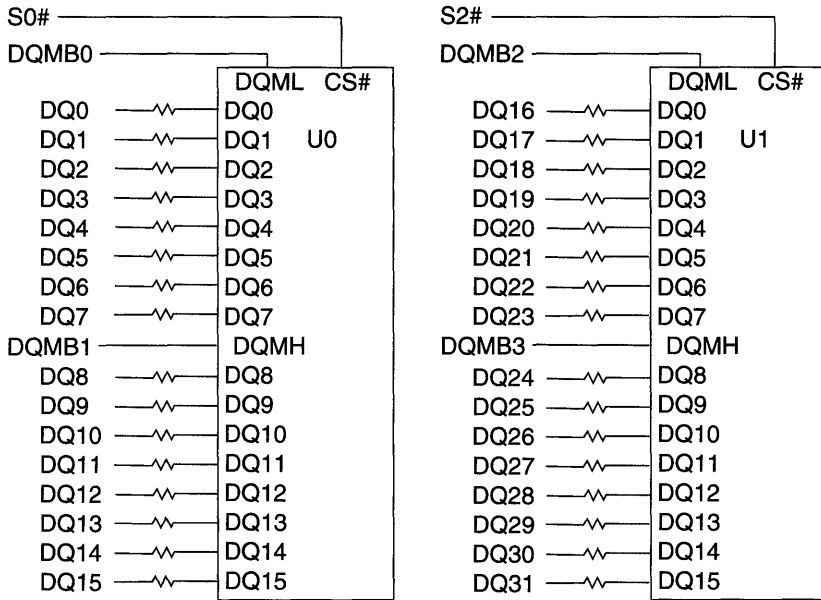 S0#
DQMB0
DQML CS#
DQ0 DQ0
DQ1 DQ1 U0
DQ2 DQ2
DQ3 DQ3
DQ4 DQ4
DQ5 DQ5
DQ6 DQ6
DQ7 DQ7
DQMB1 DQMH
DQ8 DQ8
DQ9 DQ9
DQ10 DQ10
DQ11 DQ11
DQ12 DQ12
DQ13 DQ13
DQ14 DQ14
DQ15 DQ15
S2#
DQMB2
DQML CS#
DQ16 DQ0
DQ17 DQ1 U1
DQ18 DQ2
DQ19 DQ3
DQ20 DQ4
DQ21 DQ5
DQ22 DQ6
DQ23 DQ7
DQMB3 DQMH
DQ24 DQ8
DQ25 DQ9
DQ26 DQ10
DQ27 DQ11
DQ28 DQ12
DQ29 DQ13
DQ30 DQ14
DQ31 DQ15